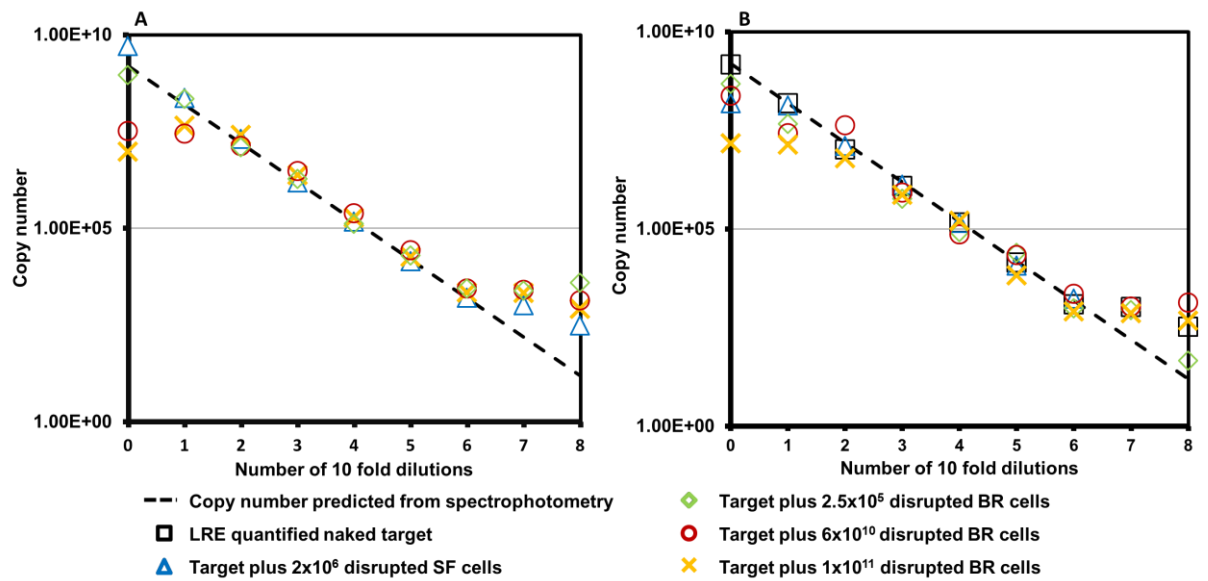 A
1.00E+10
1.00E+05
1.00E+00
Copy number
0 1 2 3 4 5 6 7 8
Number of 10 fold dilutions
B
1.00E+10
1.00E+05
1.00E+00
Copy number
0 1 2 3 4 5 6 7 8
Number of 10 fold dilutions
Copy number predicted from spectrophotometry
LRE quantified naked target
Target plus 2x10⁶ disrupted SF cells
Target plus 2.5x10⁵ disrupted BR cells
Target plus 6x10¹⁰ disrupted BR cells
Target plus 1x10¹¹ disrupted BR cells